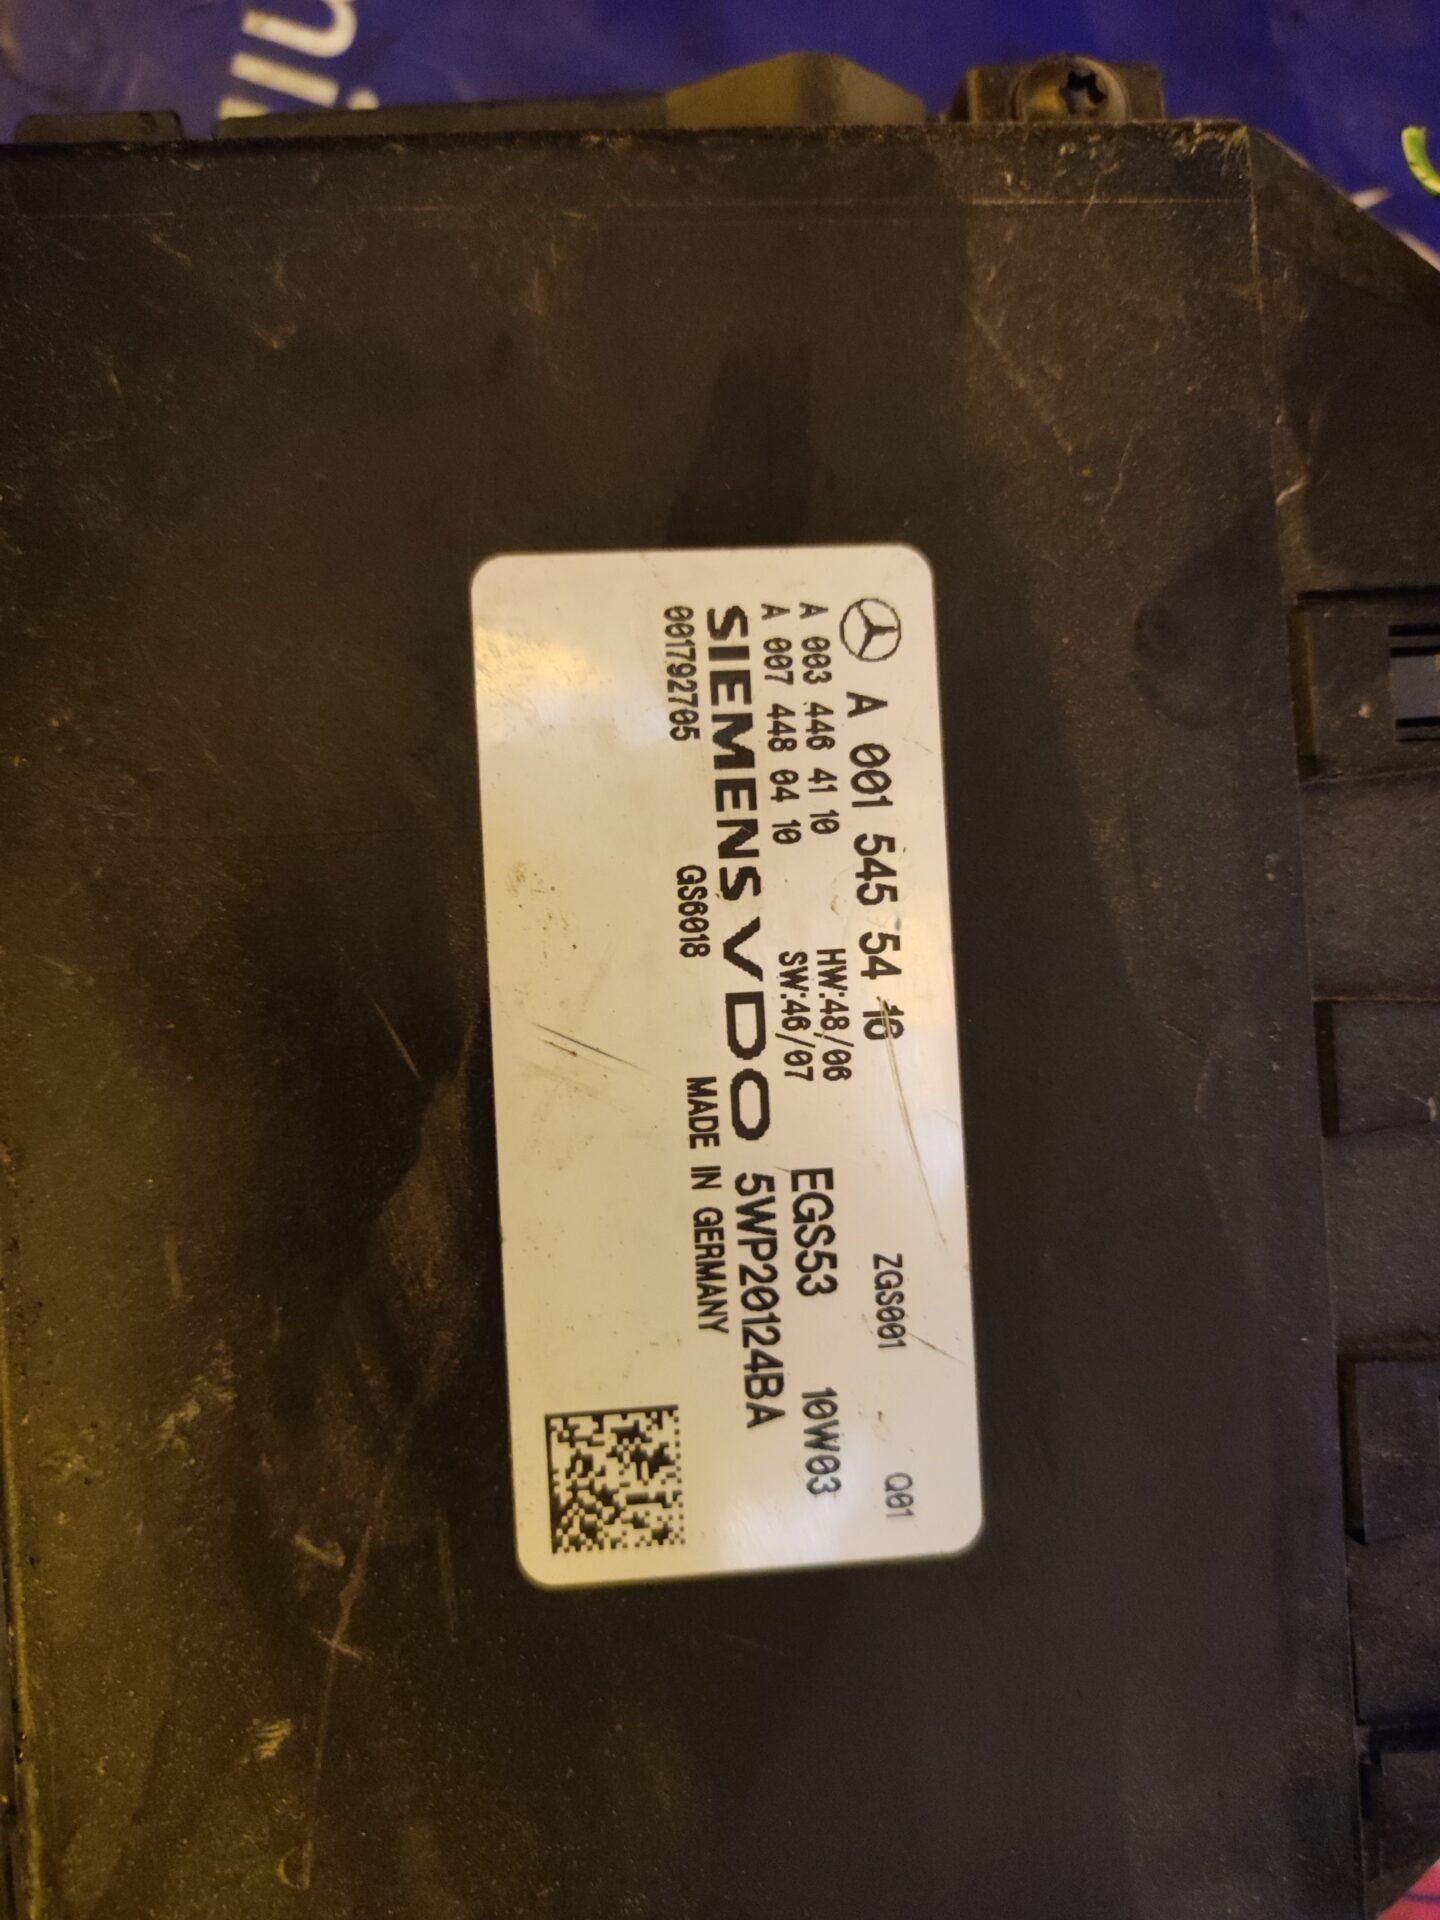 A 001 545 54 16 ZGS001 Q01
A 003 446 41 10 HW:48/06
A 007 448 04 10 SW:46/07 EGS53 10W03
SIEMENS VDO 5WP20124BA
001792705 GS6018 MADE IN GERMANY